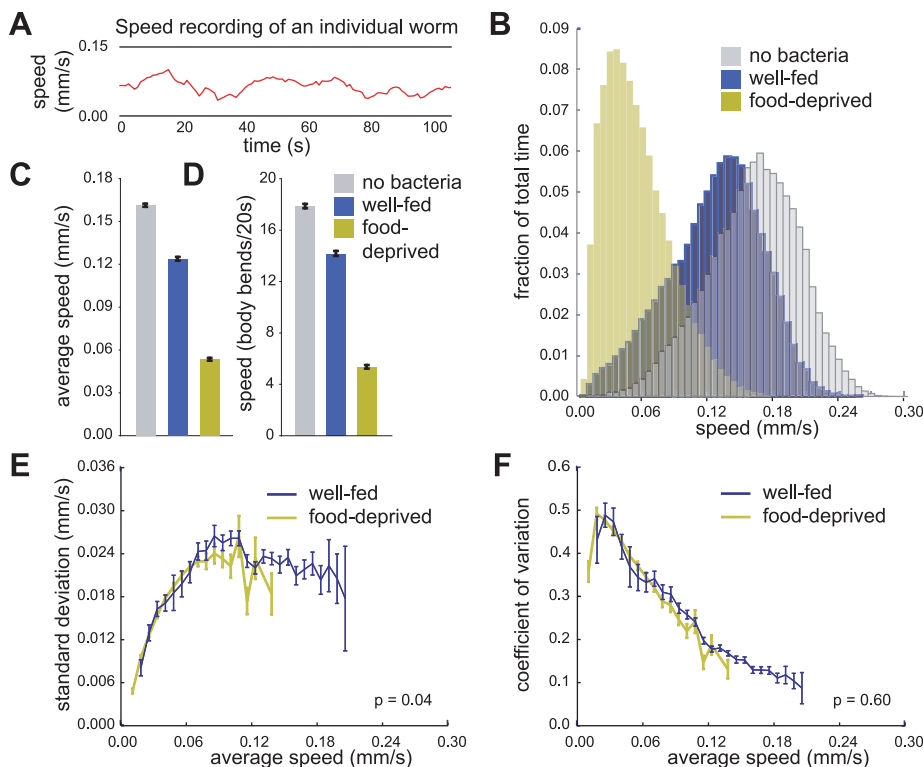 A
Speed recording of an individual worm
0.15
0.00
speed
(mm/s)
0 20 40 60 80 100
time (s)
B
0.09
0.08
0.07
0.06
0.05
0.04
0.03
0.02
0.01
0.00
fraction of total time
no bacteria
well-fed
food-deprived
0.00 0.06 0.12 0.18 0.24 0.30
speed (mm/s)
C
0.18
0.15
0.12
0.09
0.06
0.03
0.00
average speed (mm/s)
D
20
16
12
8
4
0
speed (body bends/20s)
no bacteria
well-fed
food-
deprived
E
0.036
0.030
0.024
0.018
0.012
0.006
0.000
standard deviation (mm/s)
well-fed
food-deprived
p = 0.04
0.00 0.06 0.12 0.18 0.24 0.30
average speed (mm/s)
F
0.6
0.5
0.4
0.3
0.2
0.1
0.0
coefficient of variation
well-fed
food-deprived
p = 0.60
0.00 0.06 0.12 0.18 0.24 0.30
average speed (mm/s)